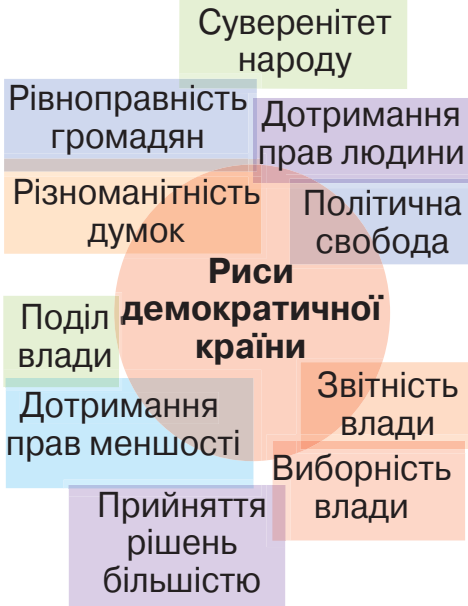 Суверенітет
народу
Рівноправність
громадян
Дотримання
прав людини
Різноманітність
думок
Політична
свобода
Риси
демократичної
країни
Поділ
влади
Звітність
влади
Дотримання
прав меншості
Виборність
влади
Прийняття
рішень
більшістю